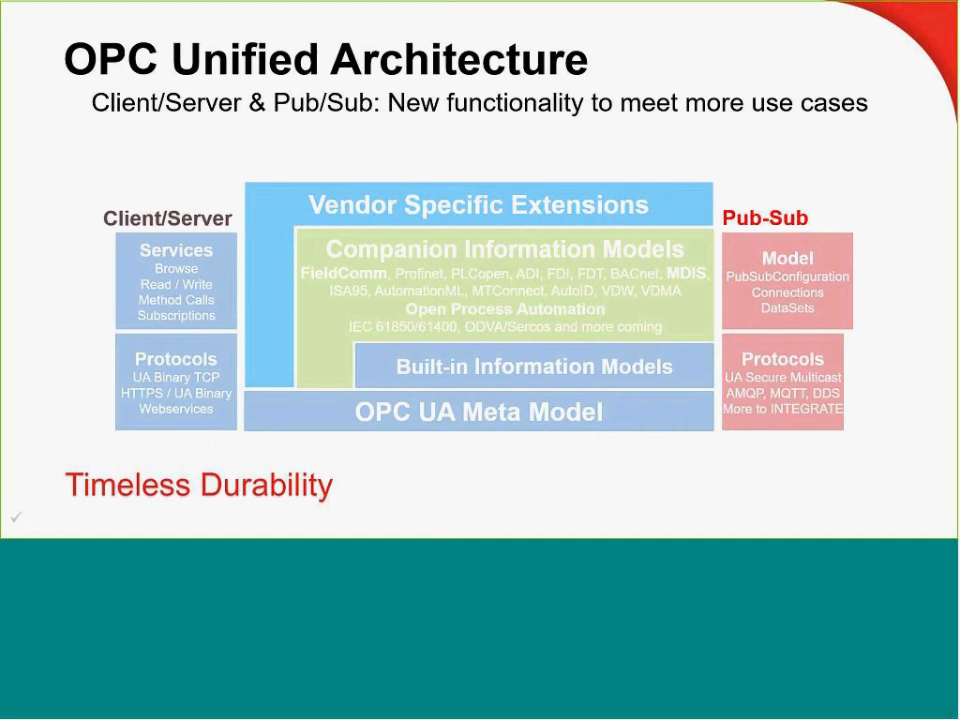 OPC Unified Architecture
Client/Server & Pub/Sub: New functionality to meet more use cases
Client/Server
Services
Browse
Read / Write
Method Calls
Subscriptions
Protocols
UA Binary TCP
HTTPS / UA Binary
Webservices
Vendor Specific Extensions
Companion Information Models
FieldComm, Profinet, PLCopen, ADI, FDI, FDT, BACnet, MDIS,
ISA95, AutomationML, MTConnect, AutoID, VDW, VDMA
Open Process Automation
IEC 61850/61400, ODVA/Sercos and more coming
Built-in Information Models
OPC UA Meta Model
Pub-Sub
Model
PubSubConfiguration
Connections
DataSets
Protocols
UA Secure Multicast
AMQP, MQTT, DDS
More to INTEGRATE
Timeless Durability